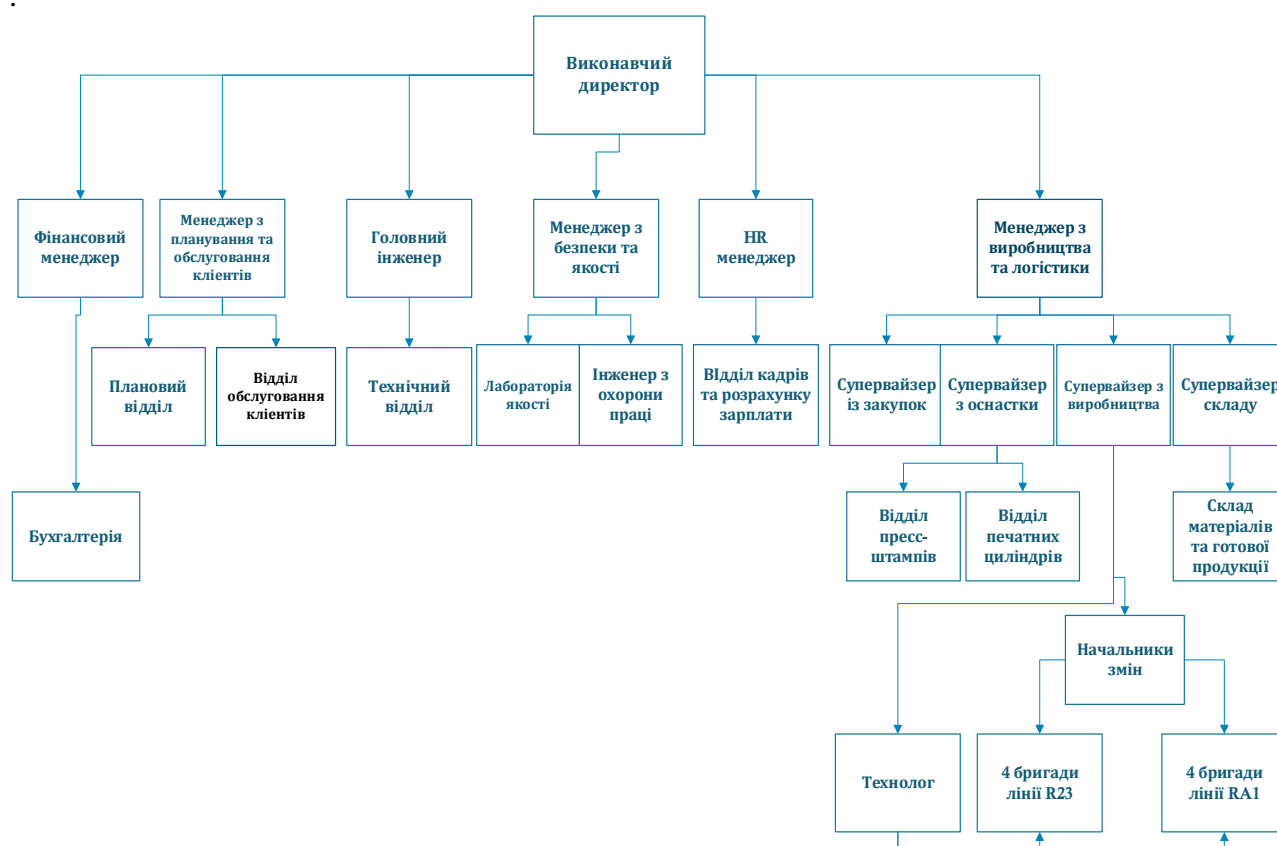 .
Виконавчий
директор
Фінансовий
менеджер
Менеджер з
планування та
обслуговання
клієнтів
Головний
інженер
Менеджер з
безпеки та
якості
HR
менеджер
Менеджер з
виробництва
та логістики
Плановий
відділ
Відділ
обслуговання
клієнтів
Технічний
відділ
Лабораторія
якості
Інженер з
охорони
праці
ВІдділ кадрів
та розрахунку
зарплати
Супервайзер
із закупок
Супервайзер
з оснастки
Супервайзер з
виробництва
Супервайзер
складу
Бухгалтерія
Відділ
пресс-
штампів
Відділ
печатних
циліндрів
Склад
матеріалів
та готової
продукції
Начальники
змін
Технолог
4 бригади
лінії R23
4 бригади
лінії RA1